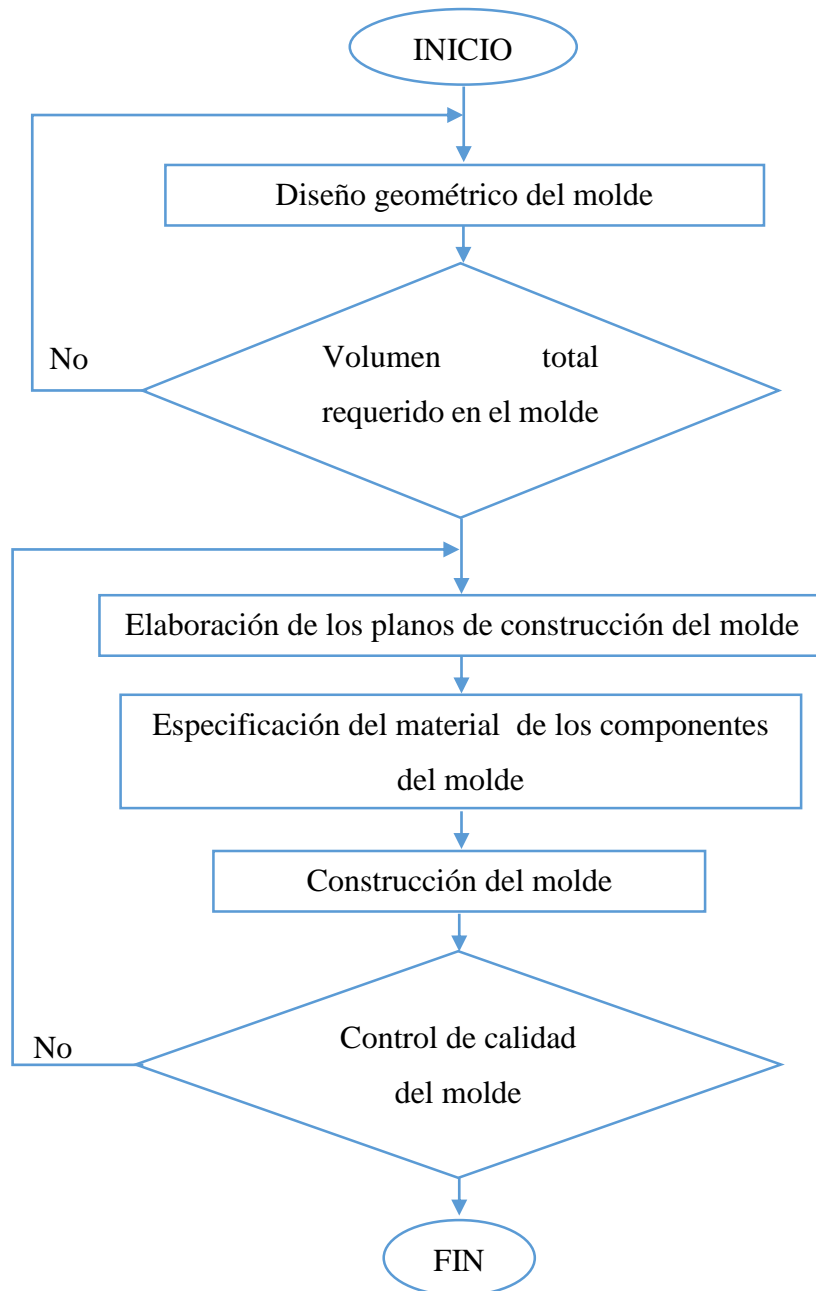 INICIO
Diseño geométrico del molde
No
Volumen total
requerido en el molde
Elaboración de los planos de construcción del molde
Especificación del material de los componentes
del molde
Construcción del molde
No
Control de calidad
del molde
FIN